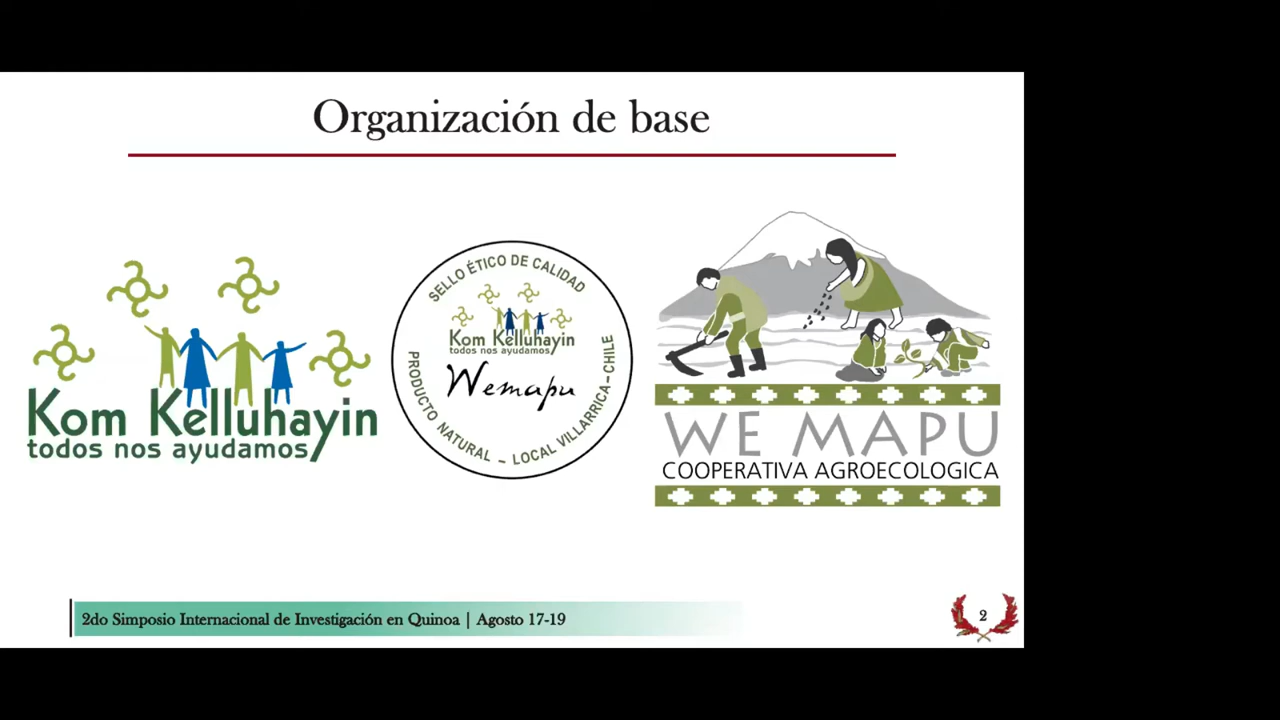 Organización de base
Kom Kelluhayin
todos nos ayudamos
SELLO ÉTICO DE CALIDAD
Kom Kelluhayin
todos nos ayudamos
Wemapu
PRODUCTO NATURAL – LOCAL VILLARRICA–CHILE
WE MAPU
COOPERATIVA AGROECOLOGICA
2do Simposio Internacional de Investigación en Quinoa | Agosto 17-19
2